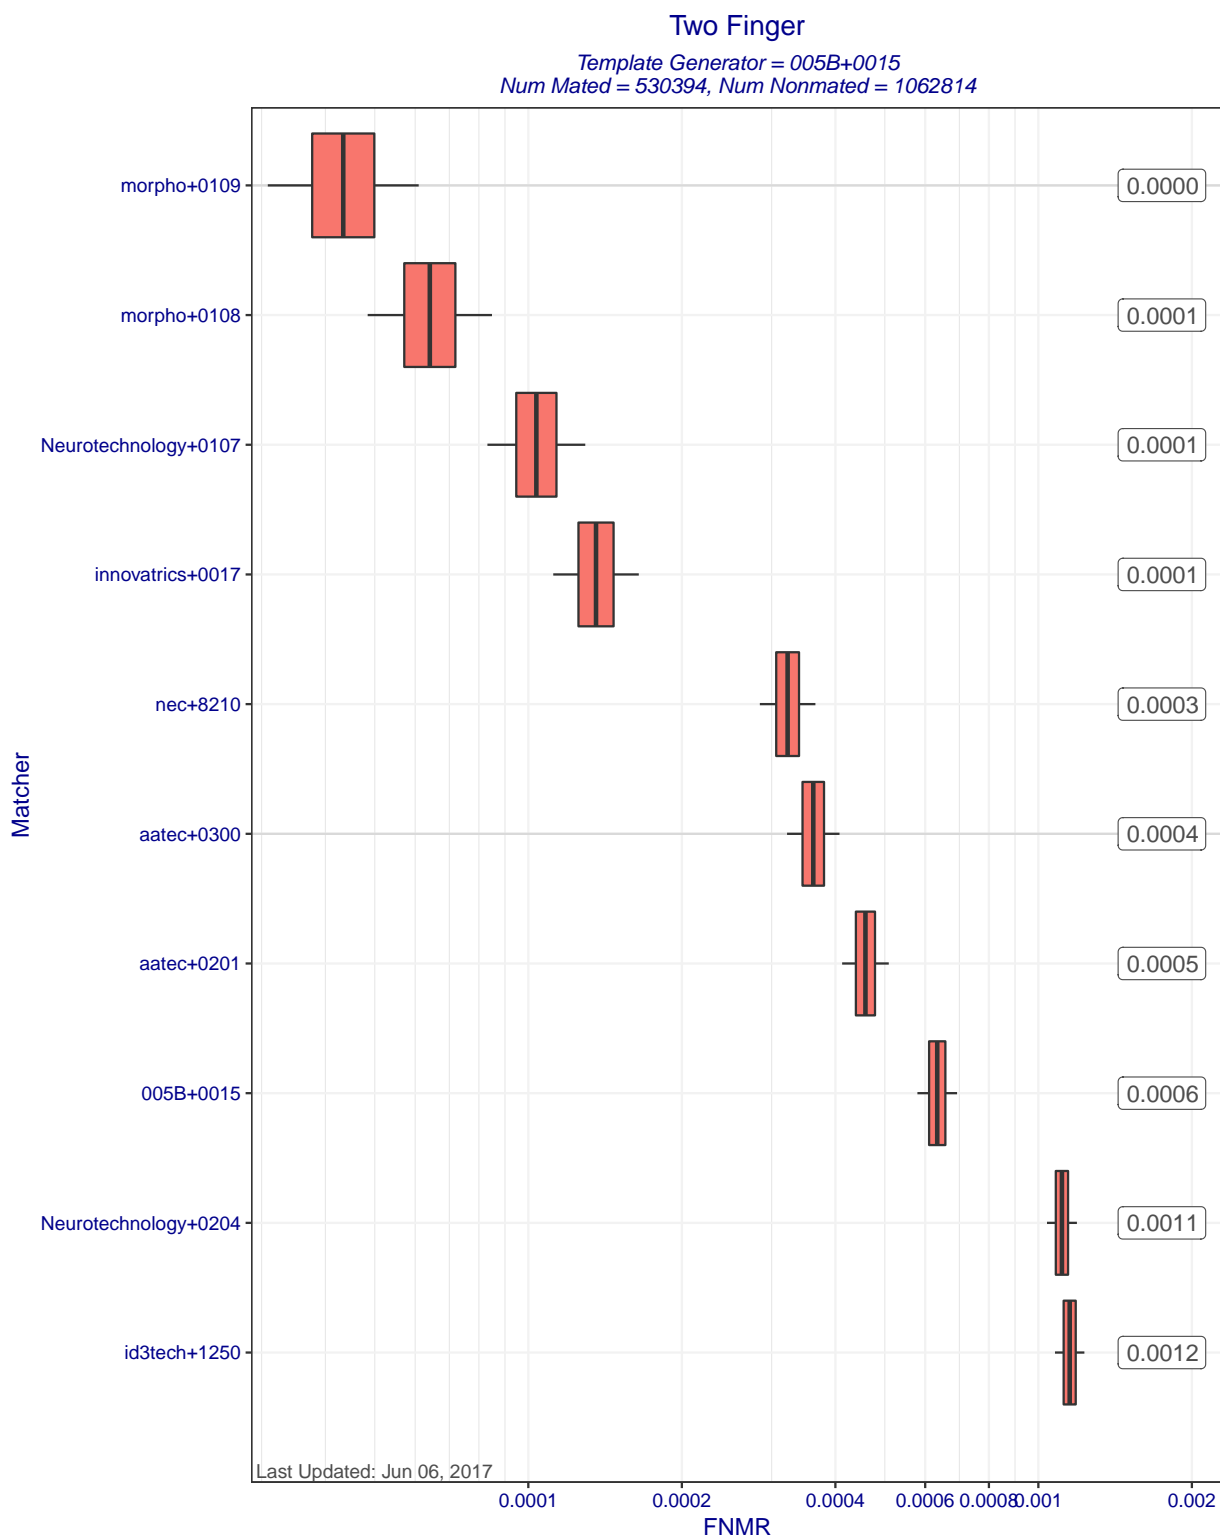 Two Finger
Template Generator = 005B+0015
Num Mated = 530394, Num Nonmated = 1062814
morpho+0109
0.0000
morpho+0108
0.0001
Neurotechnology+0107
0.0001
innovatrics+0017
0.0001
nec+8210
0.0003
Matcher
aatec+0300
0.0004
aatec+0201
0.0005
005B+0015
0.0006
Neurotechnology+0204
0.0011
id3tech+1250
0.0012
Last Updated: Jun 06, 2017
0.0001 0.0002 0.0004 0.0006 0.0008 0.001 0.002
FNMR